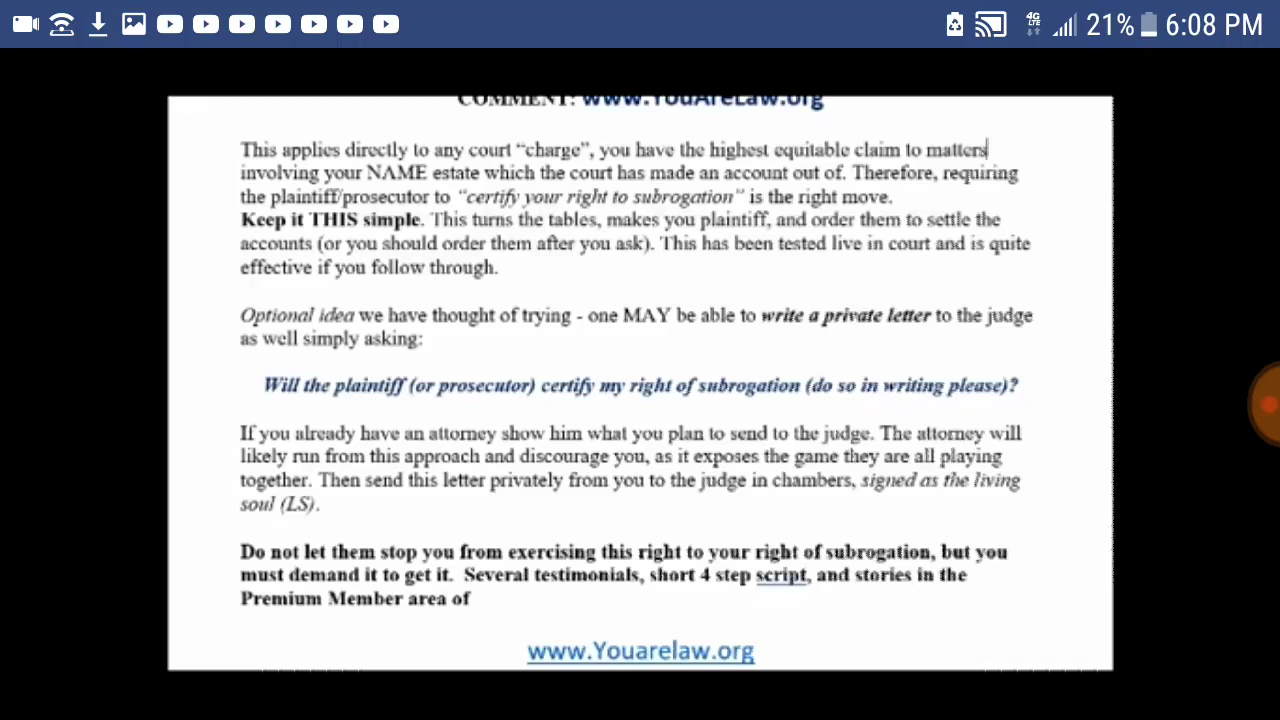 4G
LTE
21%
6:08 PM
COMMENT: www.YouAreLaw.org
This applies directly to any court “charge”, you have the highest equitable claim to matters
involving your NAME estate which the court has made an account out of. Therefore, requiring
the plaintiff/prosecutor to “certify your right to subrogation” is the right move.
Keep it THIS simple. This turns the tables, makes you plaintiff, and order them to settle the
accounts (or you should order them after you ask). This has been tested live in court and is quite
effective if you follow through.
Optional idea we have thought of trying - one MAY be able to write a private letter to the judge
as well simply asking:
Will the plaintiff (or prosecutor) certify my right of subrogation (do so in writing please)?
If you already have an attorney show him what you plan to send to the judge. The attorney will
likely run from this approach and discourage you, as it exposes the game they are all playing
together. Then send this letter privately from you to the judge in chambers, signed as the living
soul (LS).
Do not let them stop you from exercising this right to your right of subrogation, but you
must demand it to get it. Several testimonials, short 4 step script, and stories in the
Premium Member area of
www.Youarelaw.org